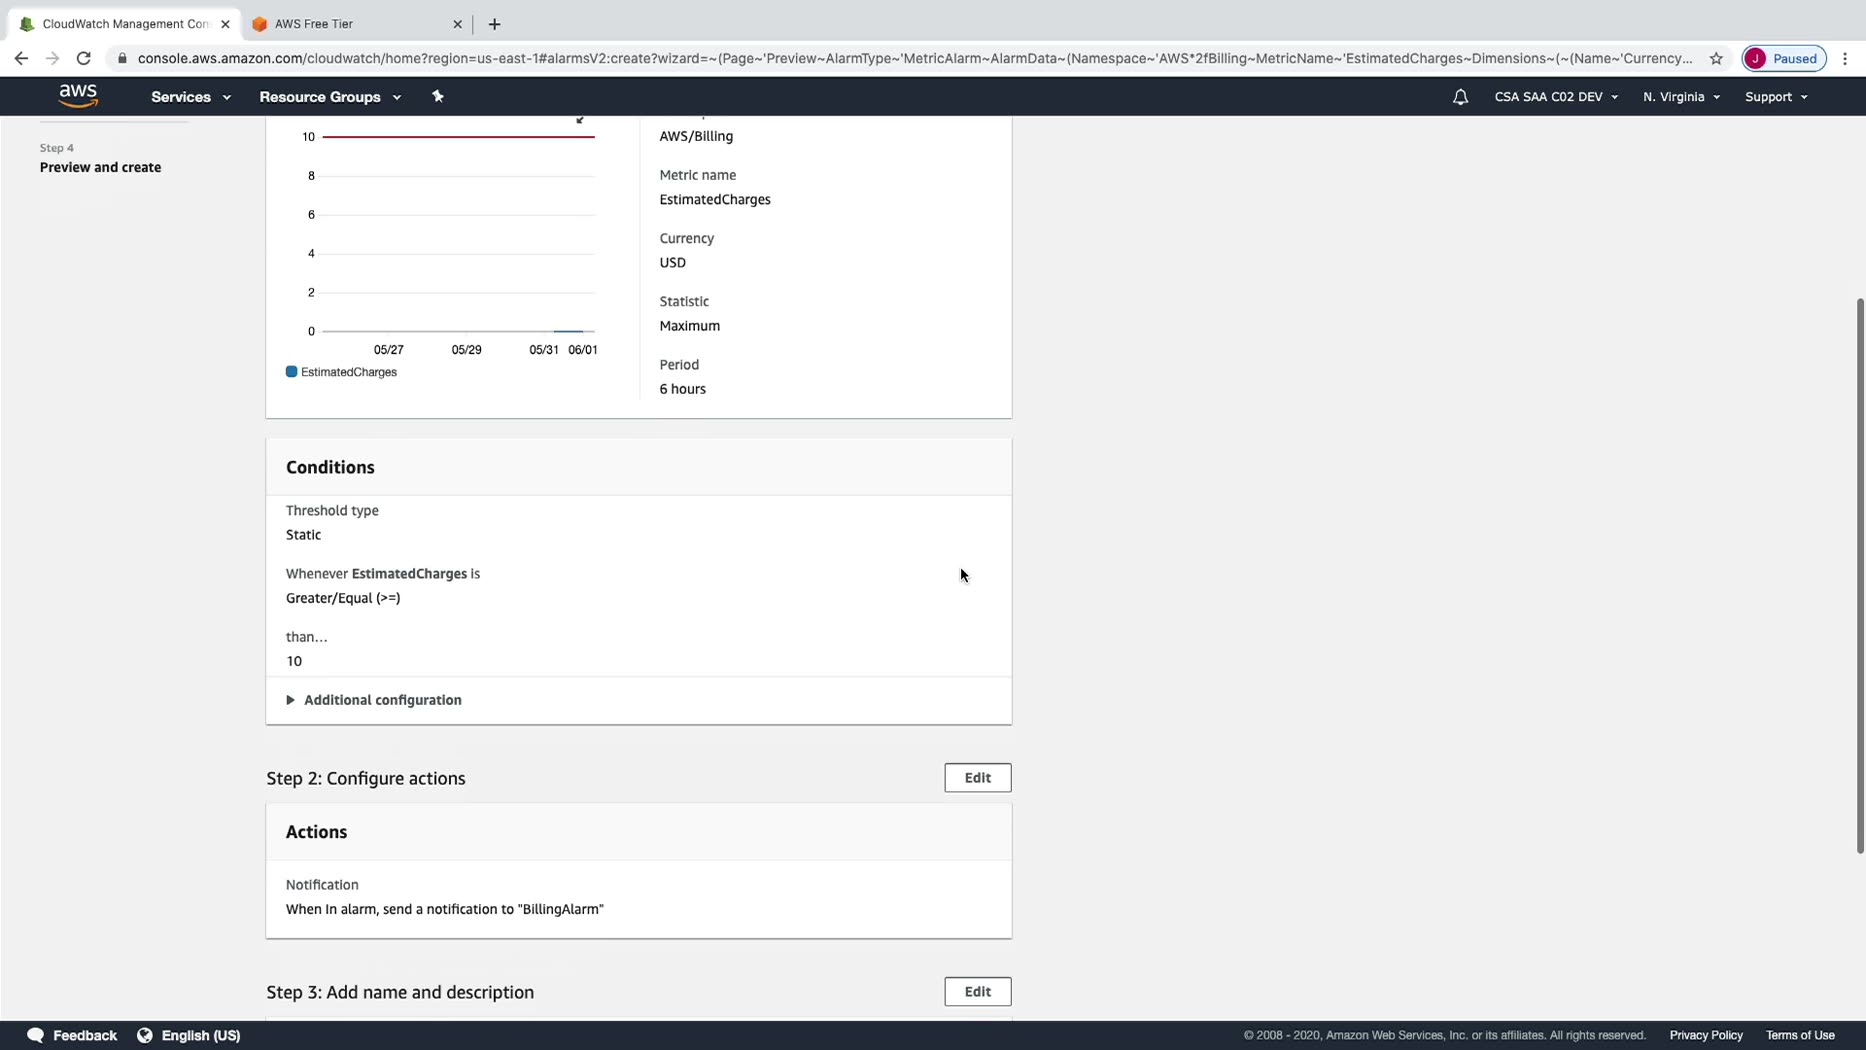 CloudWatch Management Con
AWS Free Tier
console.aws.amazon.com/cloudwatch/home?region=us-east-1#alarmsV2:create?wizard=~(Page~'Preview~AlarmType~'MetricAlarm~AlarmData~(Namespace~'AWS*2fBilling~MetricName~'EstimatedCharges~Dimensions~(~(Name~'Currency...
J Paused
aws
Services
Resource Groups
CSA SAA C02 DEV
N. Virginia
Support
Step 4
Preview and create
10
8
6
4
2
0
05/27 05/29 05/31 06/01
EstimatedCharges
AWS/Billing
Metric name
EstimatedCharges
Currency
USD
Statistic
Maximum
Period
6 hours
Conditions
Threshold type
Static
Whenever EstimatedCharges is
Greater/Equal (>=)
than...
10
Additional configuration
Step 2: Configure actions
Edit
Actions
Notification
When In alarm, send a notification to "BillingAlarm"
Step 3: Add name and description
Edit
Feedback
English (US)
© 2008 - 2020, Amazon Web Services, Inc. or its affiliates. All rights reserved.
Privacy Policy
Terms of Use